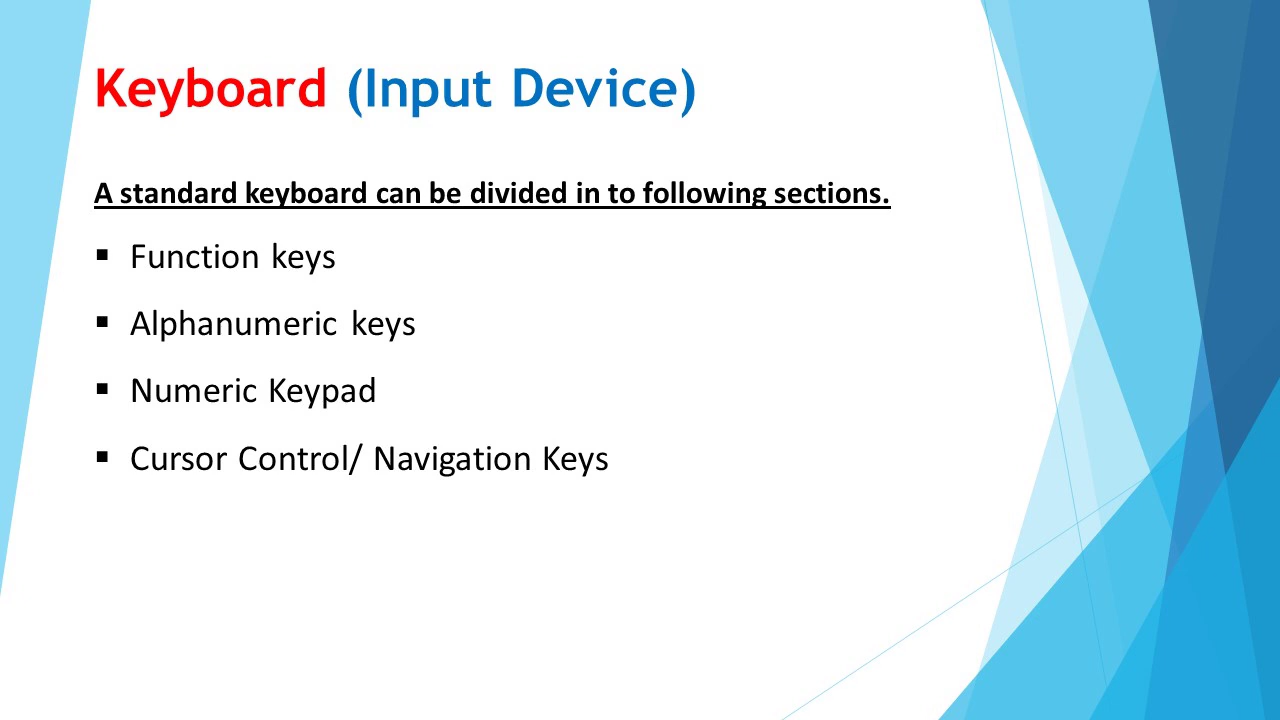 Keyboard (Input Device)
A standard keyboard can be divided in to following sections.
▪ Function keys
▪ Alphanumeric keys
▪ Numeric Keypad
▪ Cursor Control/ Navigation Keys